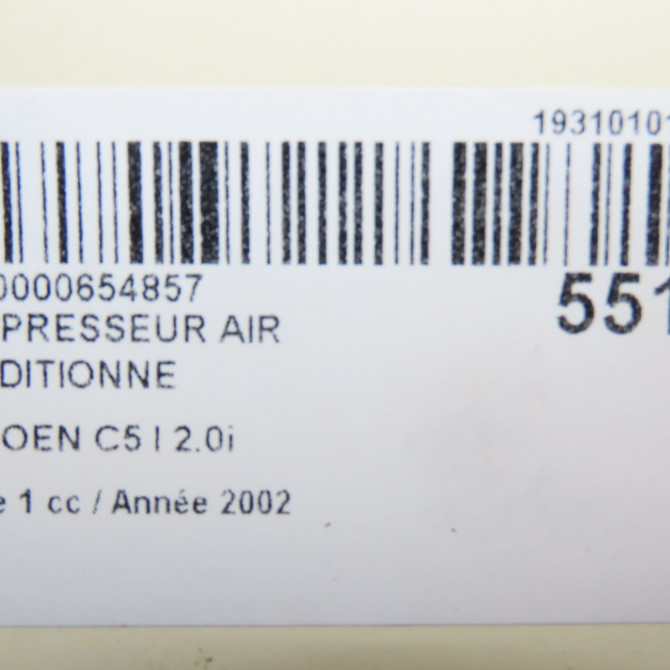 19310101
0000654857
551
PRESSEUR AIR
DITIONNE
OEN C5 I 2.0i
e 1 cc / Année 2002